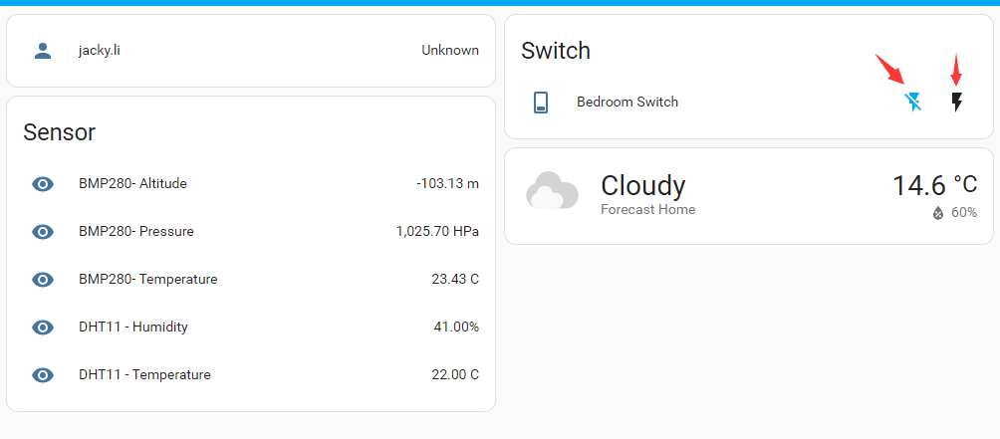 jacky.li Unknown
Sensor
BMP280- Altitude -103.13 m
BMP280- Pressure 1,025.70 HPa
BMP280- Temperature 23.43 C
DHT11 - Humidity 41.00%
DHT11 - Temperature 22.00 C
Switch
Bedroom Switch
Cloudy 14.6 °C
Forecast Home 60%